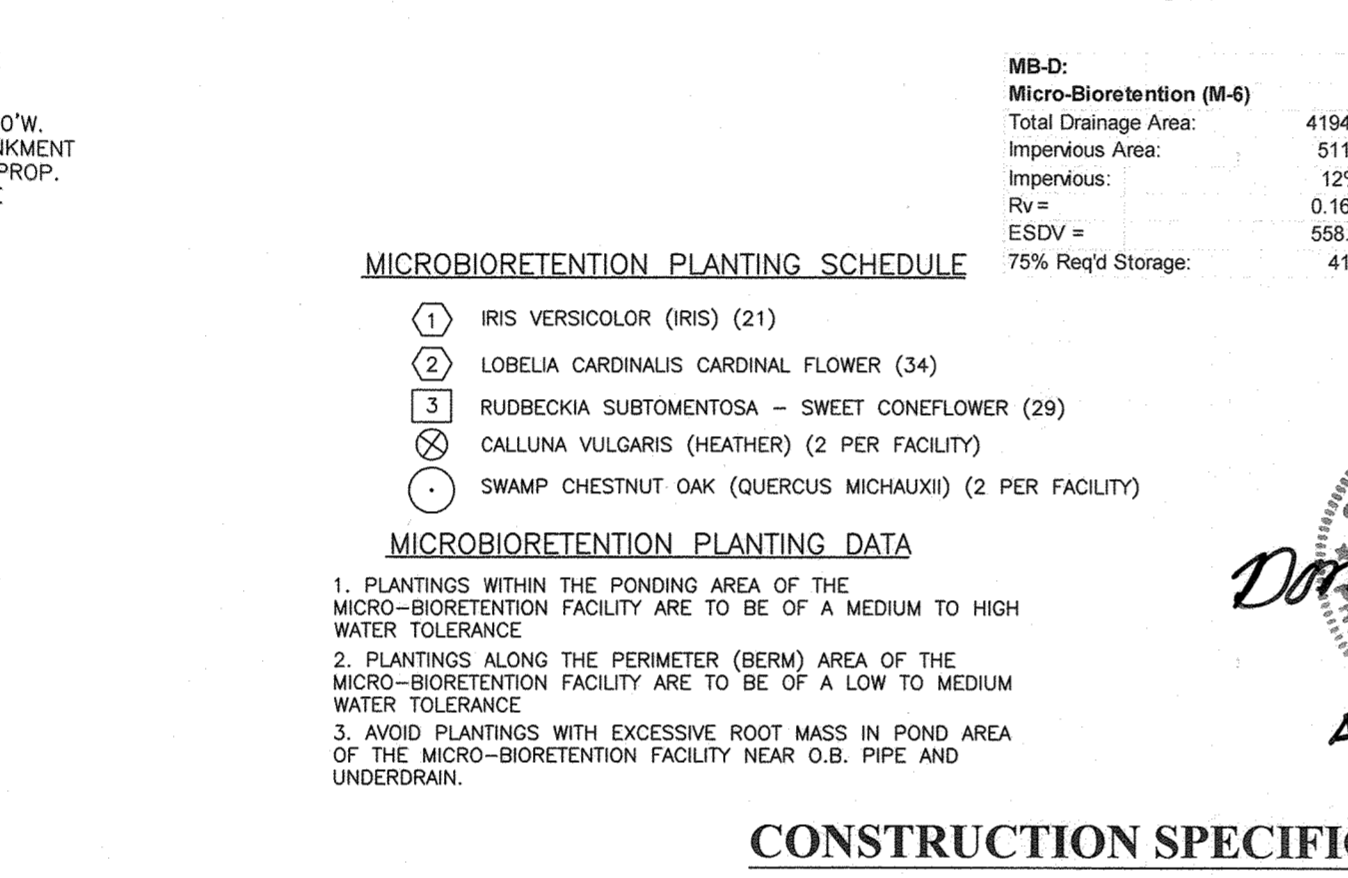 O'W.
NKMENT
PROP.
MB-D:
Micro-Bioretention (M-6)
Total Drainage Area: 4194
Impervious Area: 511
Impervious: 12%
Rv = 0.16
ESDV = 558.
75% Req'd Storage: 41
MICROBIORETENTION PLANTING SCHEDULE
1 IRIS VERSICOLOR (IRIS) (21)
2 LOBELIA CARDINALIS CARDINAL FLOWER (34)
3 RUDBECKIA SUBTOMENTOSA – SWEET CONEFLOWER (29)
CALLUNA VULGARIS (HEATHER) (2 PER FACILITY)
SWAMP CHESTNUT OAK (QUERCUS MICHAUXII) (2 PER FACILITY)
MICROBIORETENTION PLANTING DATA
1. PLANTINGS WITHIN THE PONDING AREA OF THE
MICRO–BIORETENTION FACILITY ARE TO BE OF A MEDIUM TO HIGH
WATER TOLERANCE
2. PLANTINGS ALONG THE PERIMETER (BERM) AREA OF THE
MICRO–BIORETENTION FACILITY ARE TO BE OF A LOW TO MEDIUM
WATER TOLERANCE
3. AVOID PLANTINGS WITH EXCESSIVE ROOT MASS IN POND AREA
OF THE MICRO–BIORETENTION FACILITY NEAR O.B. PIPE AND
UNDERDRAIN.
Don
CONSTRUCTION SPECIFI